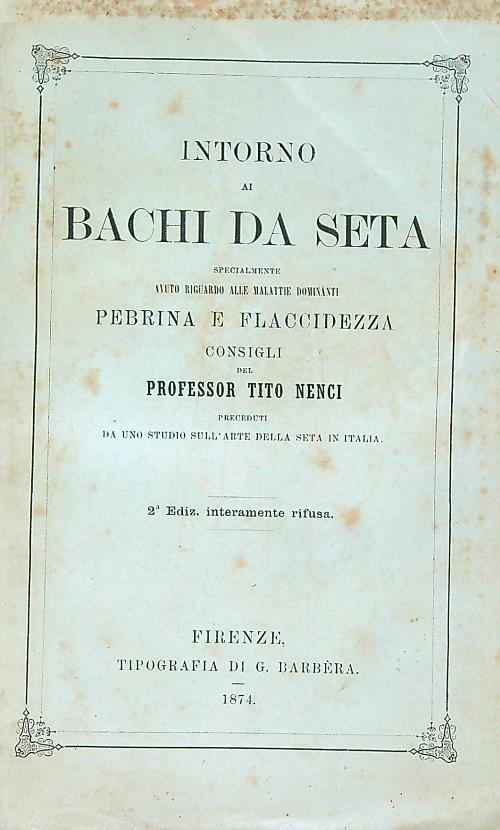 INTORNO
AI
BACHI DA SETA
SPECIALMENTE
AVUTO RIGUARDO ALLE MALATTIE DOMINANTI
PEBRINA E FLACCIDEZZA
CONSIGLI
DEL
PROFESSOR TITO NENCI
PRECEDUTI
DA UNO STUDIO SULL'ARTE DELLA SETA IN ITALIA.
2ª Ediz. interamente rifusa.
FIRENZE,
TIPOGRAFIA DI G. BARBÈRA.
1874.